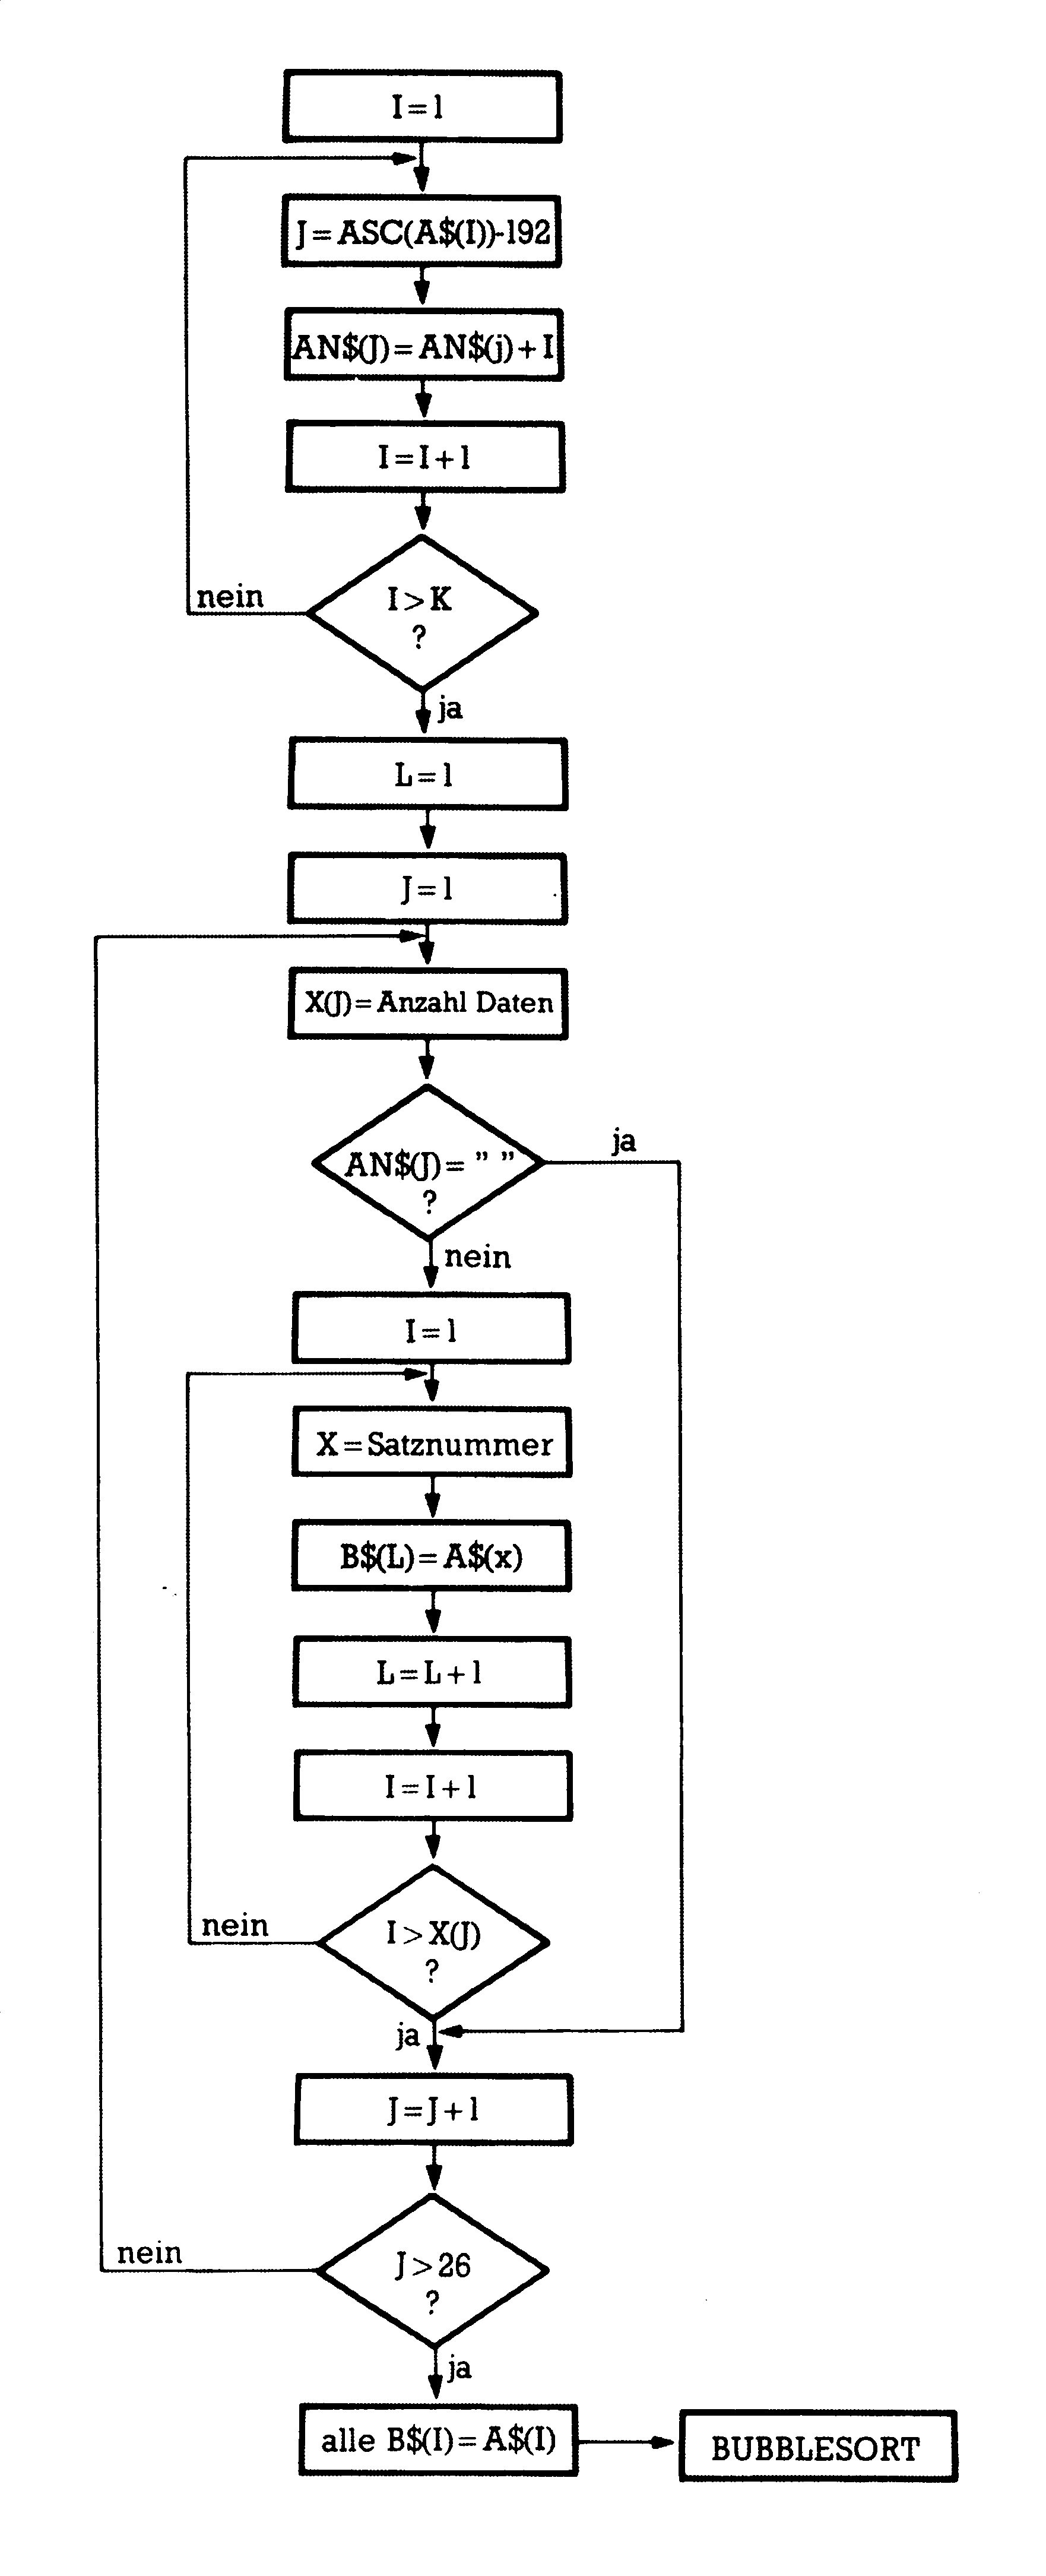 I=1
J=ASC(A$(I))-192
AN$(J)=AN$(j)+I
I=I+1
I>K
?
nein
ja
L=1
J=1
X(J)=Anzahl Daten
AN$(J)=" "
?
ja
nein
I=1
X=Satznummer
B$(L)=A$(x)
L=L+1
I=I+1
I>X(J)
?
nein
ja
J=J+1
J>26
?
nein
ja
alle B$(I)=A$(I)
BUBBLESORT